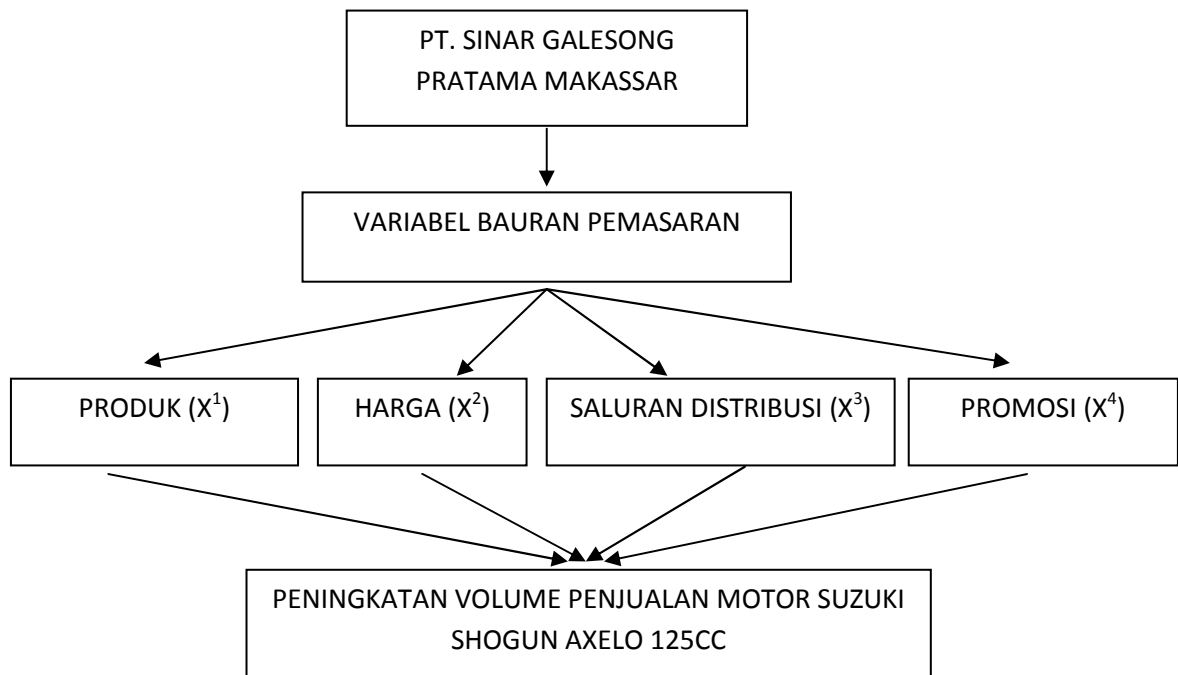 PT. SINAR GALESONG
PRATAMA MAKASSAR
VARIABEL BAURAN PEMASARAN
PRODUK (X¹)
HARGA (X²)
SALURAN DISTRIBUSI (X³)
PROMOSI (X⁴)
PENINGKATAN VOLUME PENJUALAN MOTOR SUZUKI
SHOGUN AXELO 125CC